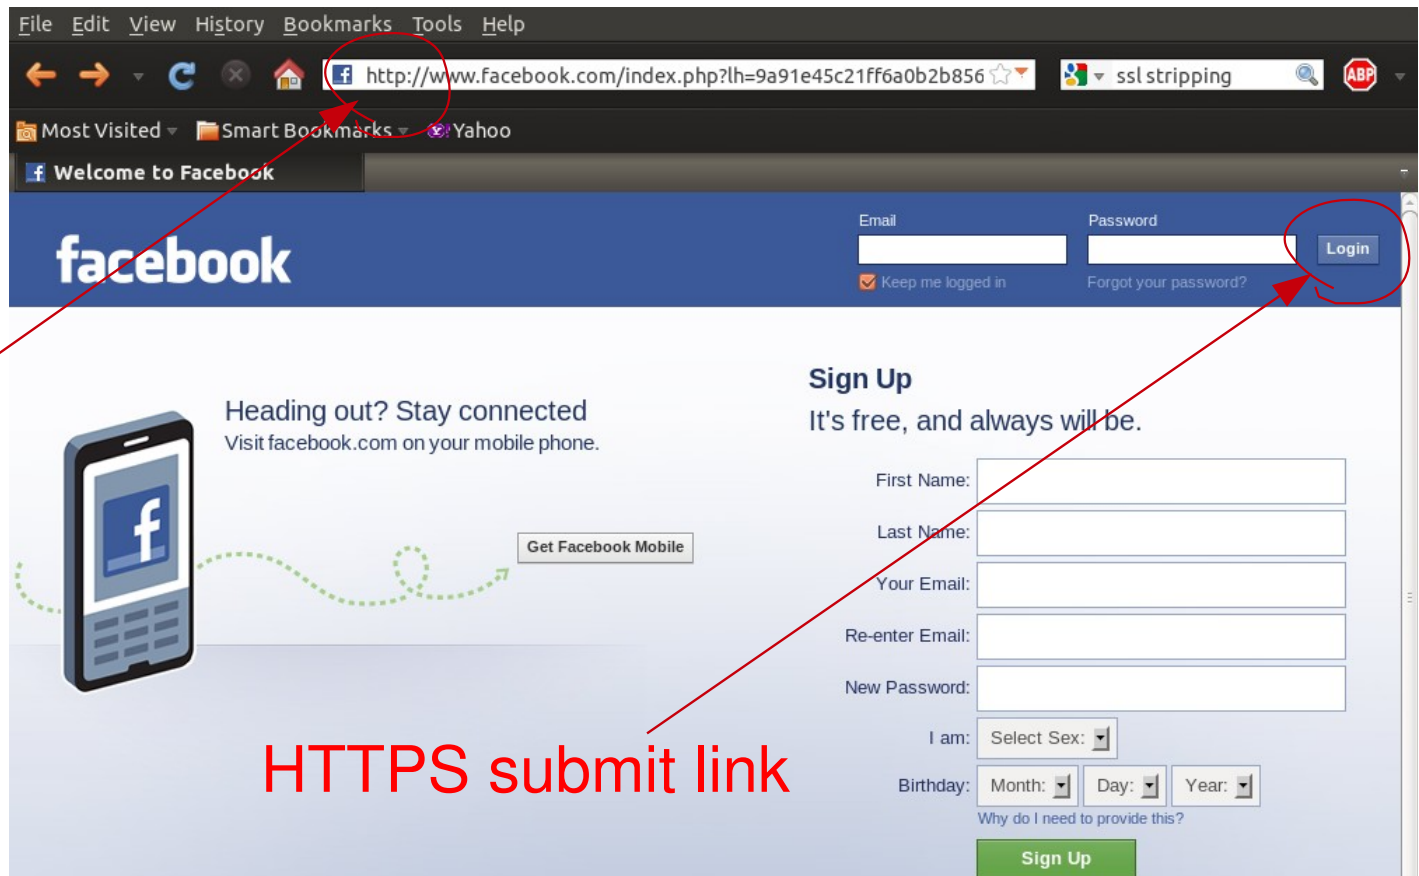 File Edit View History Bookmarks Tools Help
http://www.facebook.com/index.php?lh=9a91e45c21ff6a0b2b856 ssl stripping ABP
Most Visited Smart Bookmarks Yahoo
Welcome to Facebook
facebook
Email Password
Login
Keep me logged in Forgot your password?
Heading out? Stay connected
Visit facebook.com on your mobile phone.
Get Facebook Mobile
Sign Up
It's free, and always will be.
First Name:
Last Name:
Your Email:
Re-enter Email:
New Password:
I am: Select Sex:
Birthday: Month: Day: Year:
Why do I need to provide this?
Sign Up
HTTPS submit link